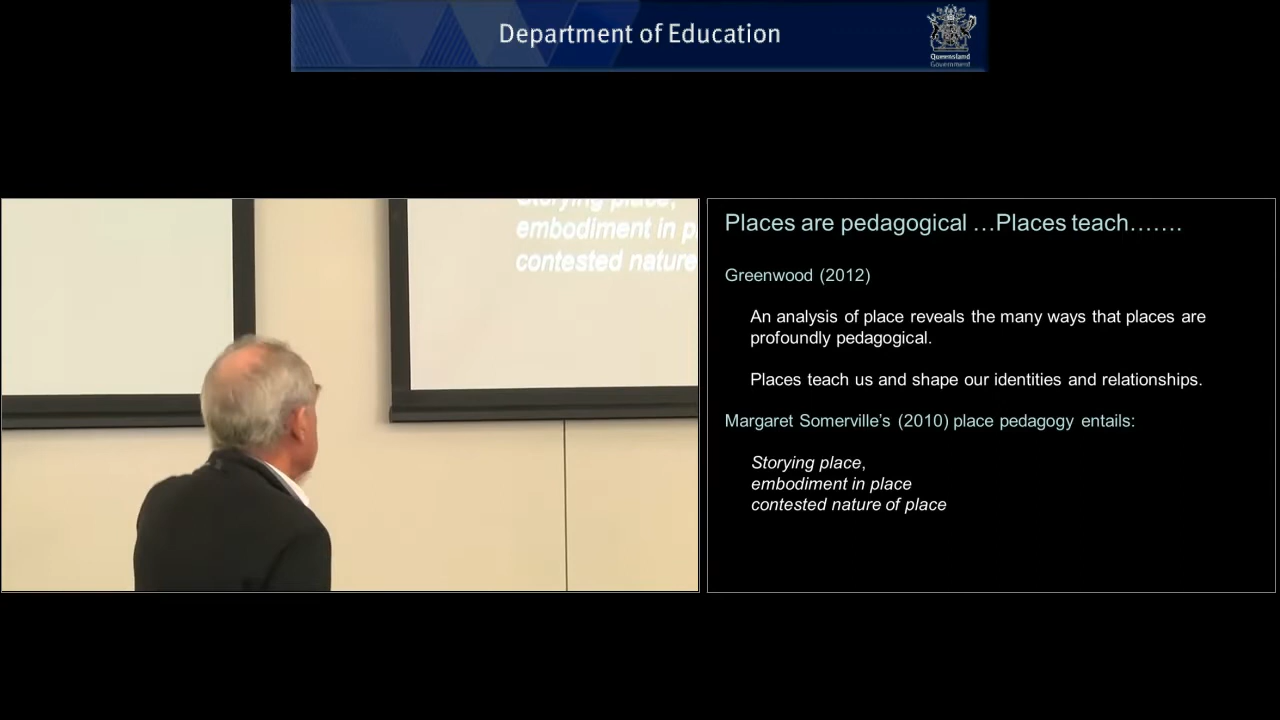 Department of Education
Queensland
Government
Storying place,
embodiment in p
contested nature
Places are pedagogical …Places teach…….
Greenwood (2012)
An analysis of place reveals the many ways that places are
profoundly pedagogical.
Places teach us and shape our identities and relationships.
Margaret Somerville’s (2010) place pedagogy entails:
Storying place,
embodiment in place
contested nature of place